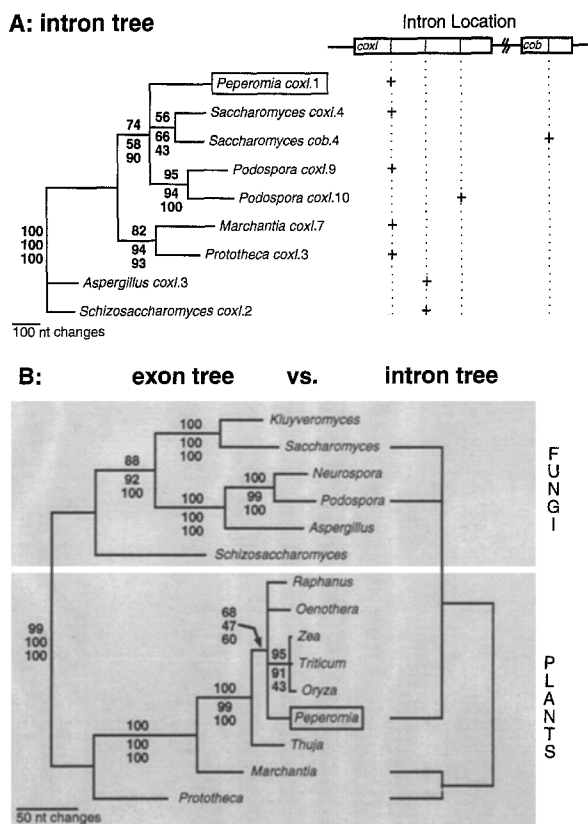 A: intron tree
Intron Location
coxI
cob
Peperomia coxI.1
+
74
56
Saccharomyces coxI.4
+
58
90
66
43
Saccharomyces cob.4
+
95
Podospora coxI.9
+
94
100
Podospora coxI.10
+
82
Marchantia coxI.7
+
100
100
100
94
93
Prototheca coxI.3
+
Aspergillus coxI.3
+
Schizosaccharomyces coxI.2
+
100 nt changes
B: exon tree vs. intron tree
Kluyveromyces
100
100
100
Saccharomyces
88
92
100
Neurospora
100
99
100
100
Podospora
100
100
Aspergillus
Schizosaccharomyces
FUNGI
Raphanus
68
47
60
Oenothera
99
100
100
Zea
95
Triticum
91
43
Oryza
100
99
100
Peperomia
100
Thuja
100
100
Marchantia
Prototheca
PLANTS
50 nt changes